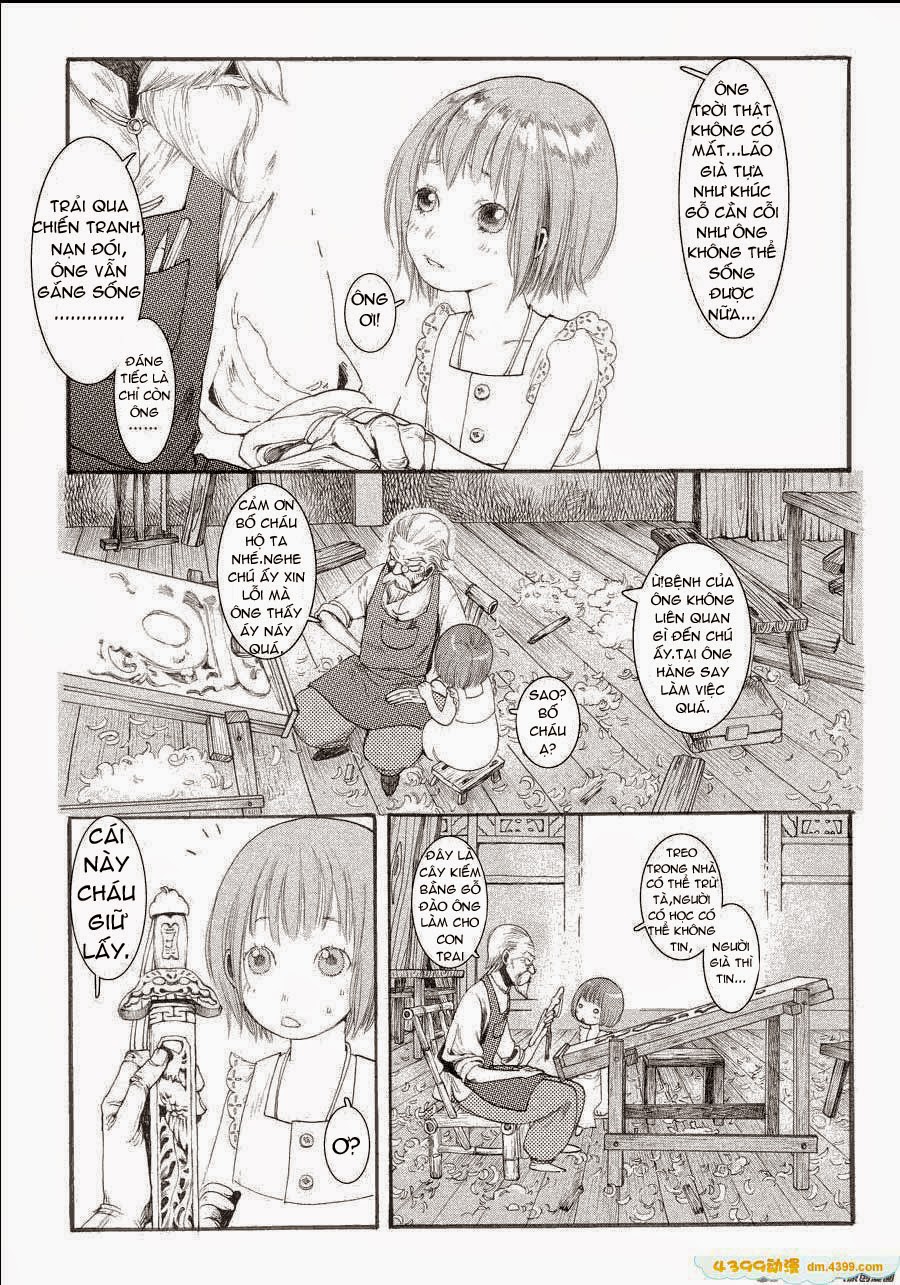 ÔNG
TRỜI THẬT
KHÔNG CÓ
MẮT...LÃO
GIÀ TỰA
NHƯ KHÚC
GỖ CẰN CỖI
NHƯ ÔNG
KHÔNG THỂ
SỐNG
ĐƯỢC
NỮA...
ÔNG
ƠI!
TRẢI QUA
CHIẾN TRANH,
NẠN ĐÓI,
ÔNG VẪN
GẮNG SỐNG
.............
ĐÁNG
TIẾC LÀ
CHỈ CÒN
ÔNG
......
Ừ!BỆNH CỦA
ÔNG KHÔNG
LIÊN QUAN
GÌ ĐẾN CHÚ
ẤY.TẠI ÔNG
HĂNG SAY
LÀM VIỆC
QUÁ.
SAO?
BỐ
CHÁU
Ạ?
CẢM ƠN
BỐ CHÁU
HỘ TA
NHÉ.NGHE
CHÚ ẤY XIN
LỖI MÀ
ÔNG THẤY
ÁY NÁY
QUÁ.
TREO
TRONG NHÀ
CÓ THỂ TRỪ
TÀ,NGƯỜI
CÓ HỌC CÓ
THỂ KHÔNG
TIN,
NGƯỜI
GIÀ THÌ
TIN...
ĐÂY LÀ
CÂY KIẾM
BẰNG GỖ
ĐÀO ÔNG
LÀM CHO
CON
TRAI
CÁI
NÀY
CHÁU
GIỮ
LẤY.
Ơ?
4399动漫 dm.4399.com